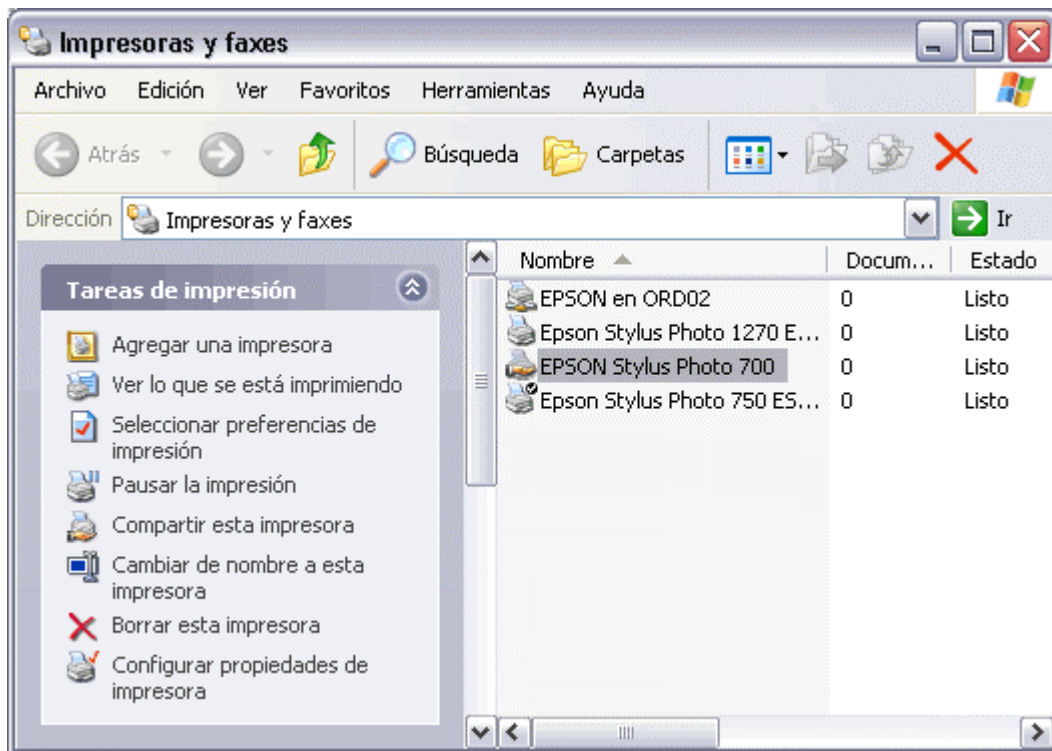 Impresoras y faxes
Archivo Edición Ver Favoritos Herramientas Ayuda
Atrás Búsqueda Carpetas
Dirección Impresoras y faxes Ir
Tareas de impresión
Agregar una impresora
Ver lo que se está imprimiendo
Seleccionar preferencias de
impresión
Pausar la impresión
Compartir esta impresora
Cambiar de nombre a esta
impresora
Borrar esta impresora
Configurar propiedades de
impresora
Nombre Docum... Estado
EPSON en ORD02 0 Listo
Epson Stylus Photo 1270 E... 0 Listo
EPSON Stylus Photo 700 0 Listo
Epson Stylus Photo 750 ES... 0 Listo